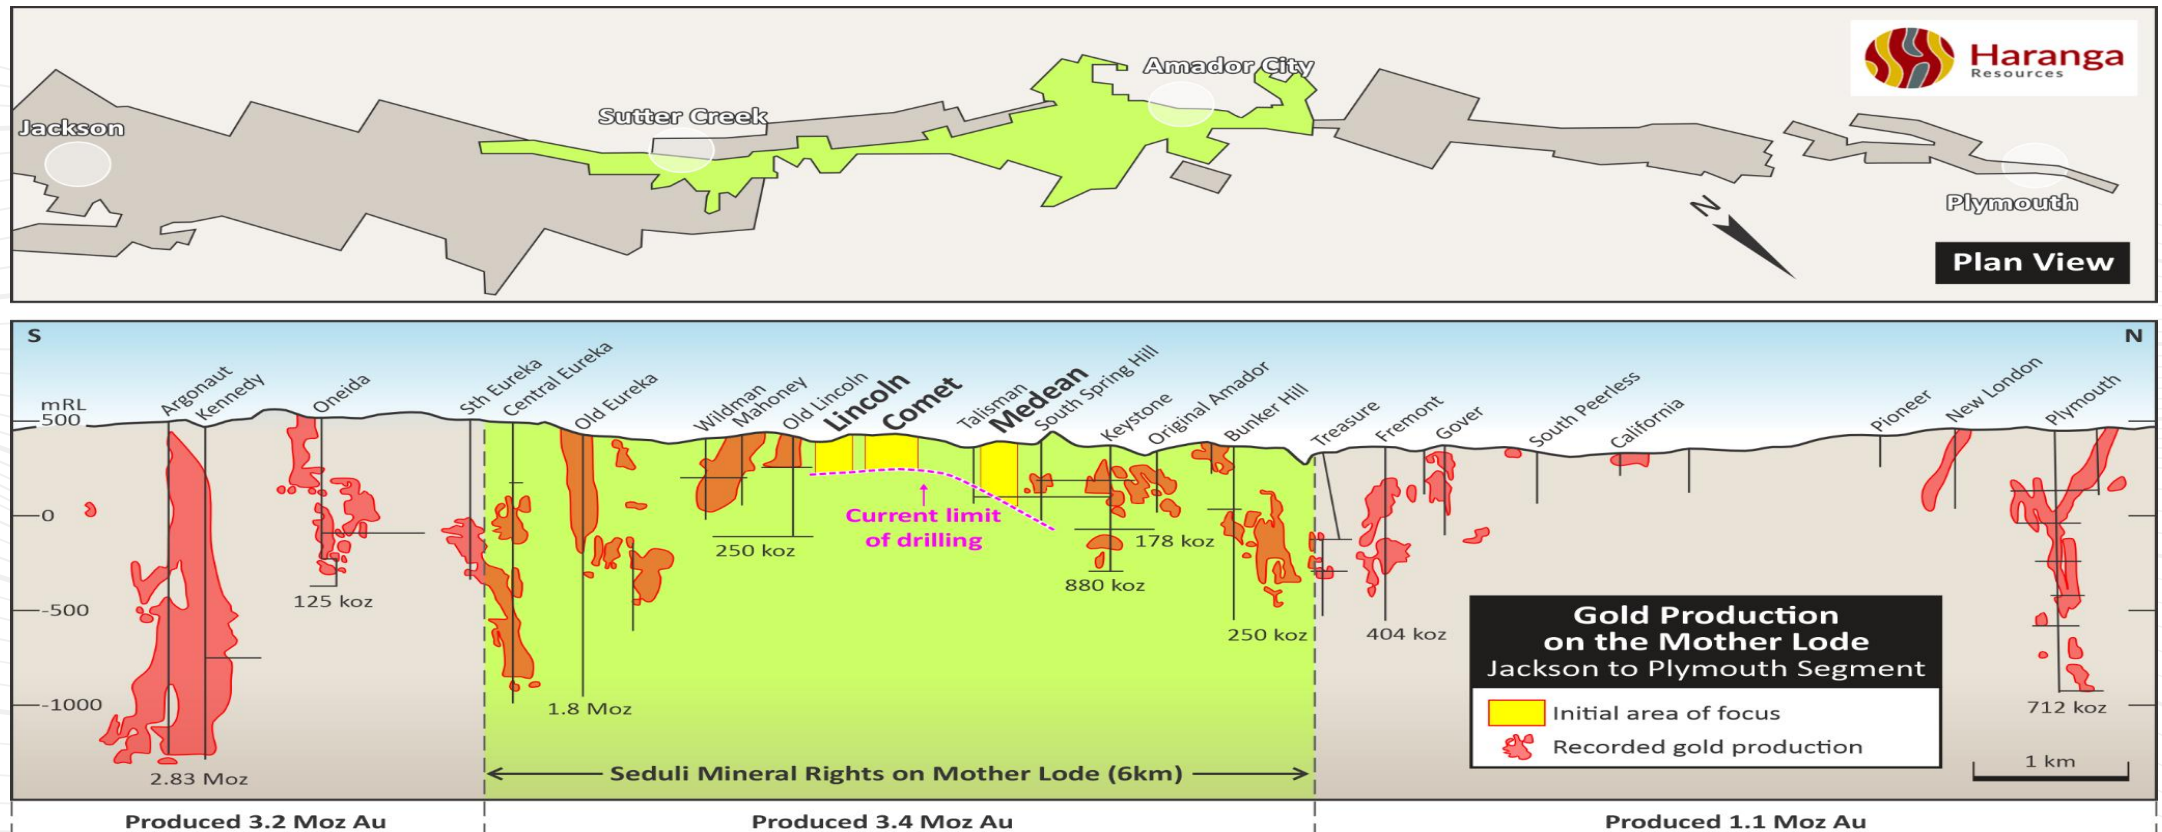 Haranga
Resources
Jackson
Sutter Creek
Amador City
Plymouth
N
Plan View
S
N
mRL
500
0
-500
-1000
Argonaut
Kennedy
Oneida
Sth Eureka
Central Eureka
Old Eureka
Wildman
Mahoney
Old Lincoln
Lincoln
Comet
Talisman
Medean
South Spring Hill
Keystone
Original Amador
Bunker Hill
Treasure
Fremont
Gover
South Peerless
California
Pioneer
New London
Plymouth
Current limit
of drilling
2.83 Moz
125 koz
1.8 Moz
250 koz
880 koz
178 koz
250 koz
404 koz
712 koz
Seduli Mineral Rights on Mother Lode (6km)
Gold Production
on the Mother Lode
Jackson to Plymouth Segment
Initial area of focus
Recorded gold production
1 km
Produced 3.2 Moz Au
Produced 3.4 Moz Au
Produced 1.1 Moz Au